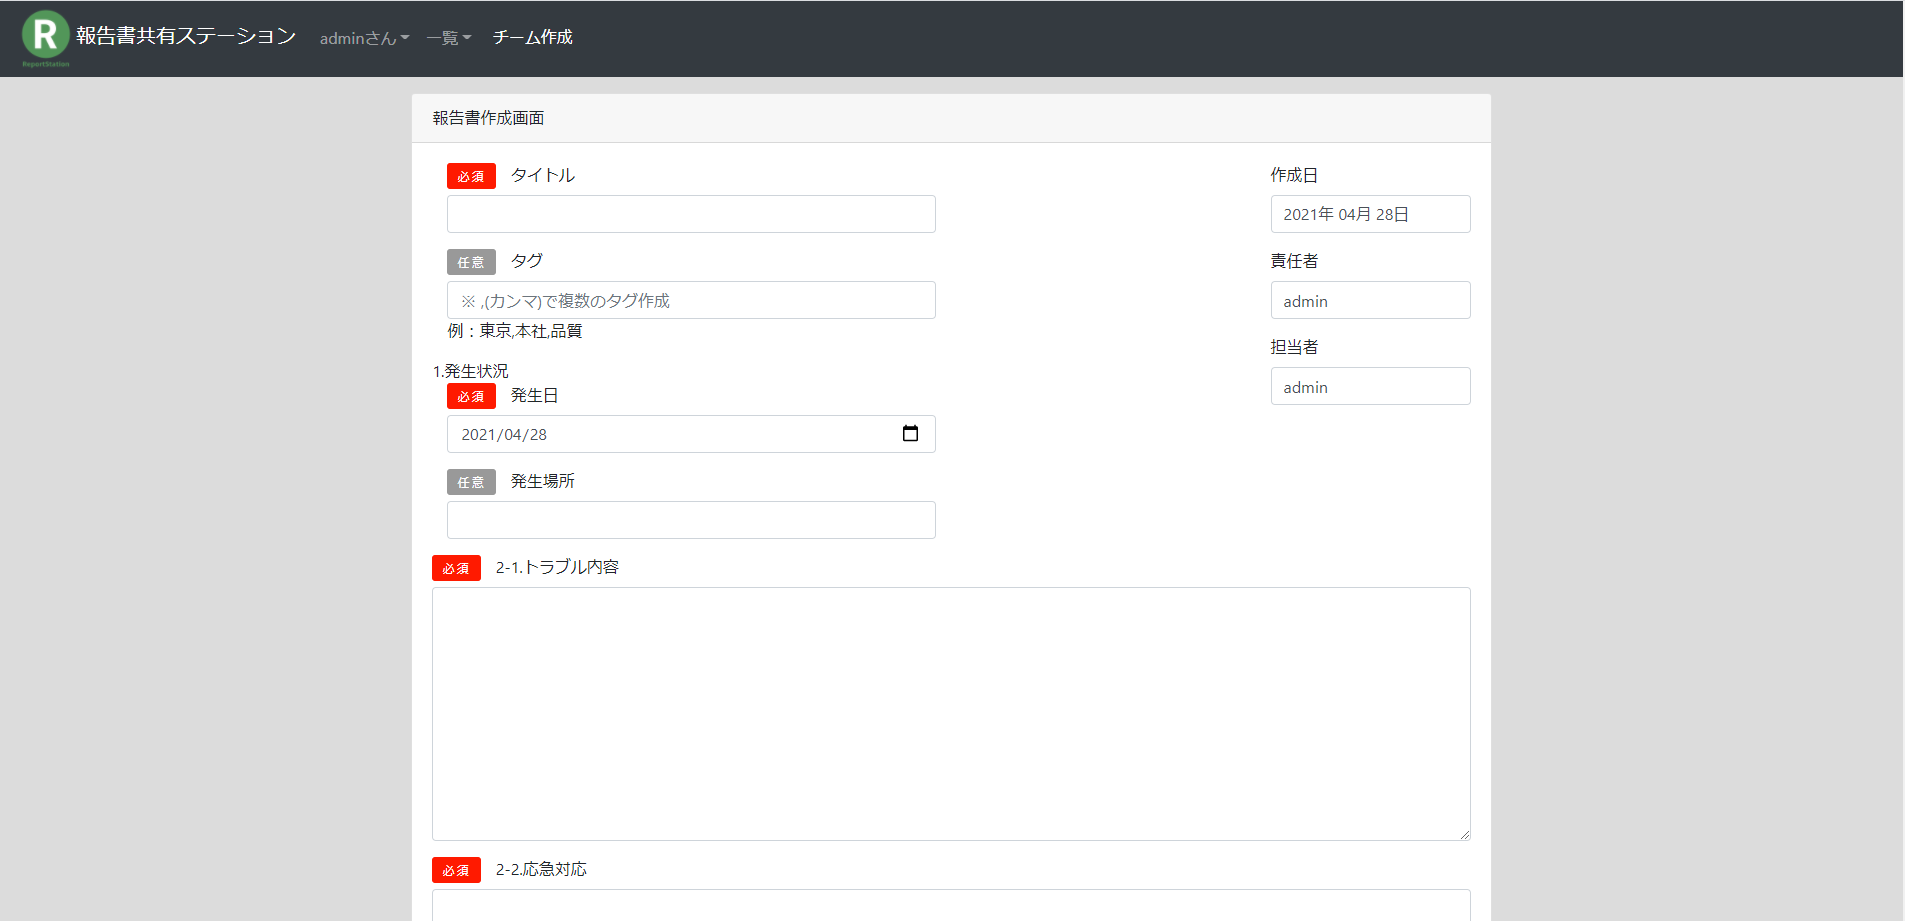 R
ReportStation
報告書共有ステーション
adminさん
一覧
チーム作成
報告書作成画面
必須 タイトル
作成日
2021年 04月 28日
任意 タグ
責任者
※ ,(カンマ)で複数のタグ作成
admin
例：東京,本社,品質
担当者
1.発生状況
admin
必須 発生日
2021/04/28
任意 発生場所
必須 2-1.トラブル内容
必須 2-2.応急対応